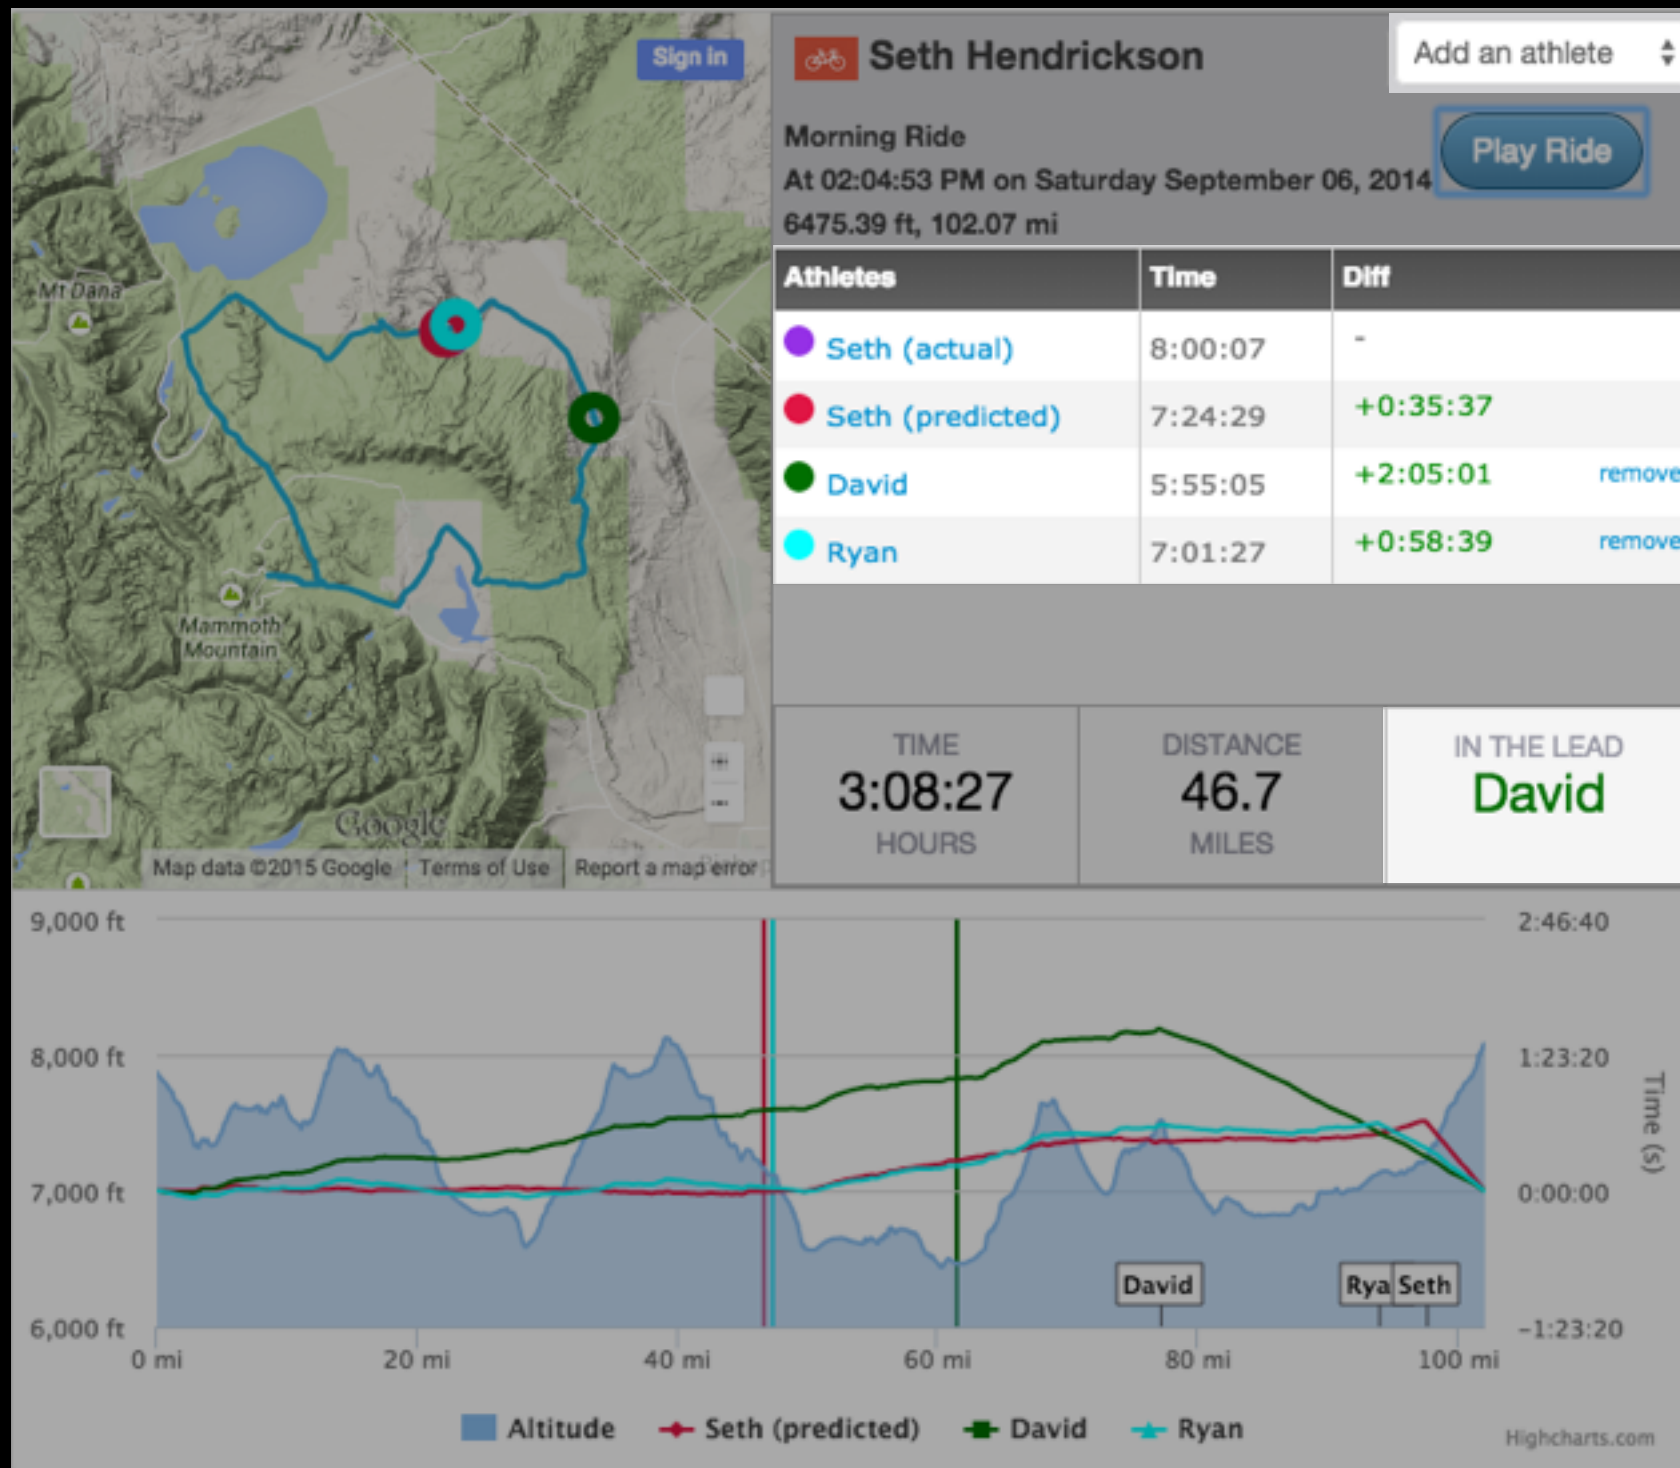 Sign in
Mt Dana
Mammoth
Mountain
Google
Map data ©2015 Google
Terms of Use
Report a map error
Seth Hendrickson
Add an athlete
Morning Ride
Play Ride
At 02:04:53 PM on Saturday September 06, 2014
6475.39 ft, 102.07 mi
Athletes Time Diff
Seth (actual) 8:00:07 -
Seth (predicted) 7:24:29 +0:35:37
David 5:55:05 +2:05:01 remove
Ryan 7:01:27 +0:58:39 remove
TIME
3:08:27
HOURS
DISTANCE
46.7
MILES
IN THE LEAD
David
9,000 ft
8,000 ft
7,000 ft
6,000 ft
2:46:40
1:23:20
0:00:00
-1:23:20
Time (s)
David
Rya
Seth
0 mi 20 mi 40 mi 60 mi 80 mi 100 mi
Altitude Seth (predicted) David Ryan
Highcharts.com